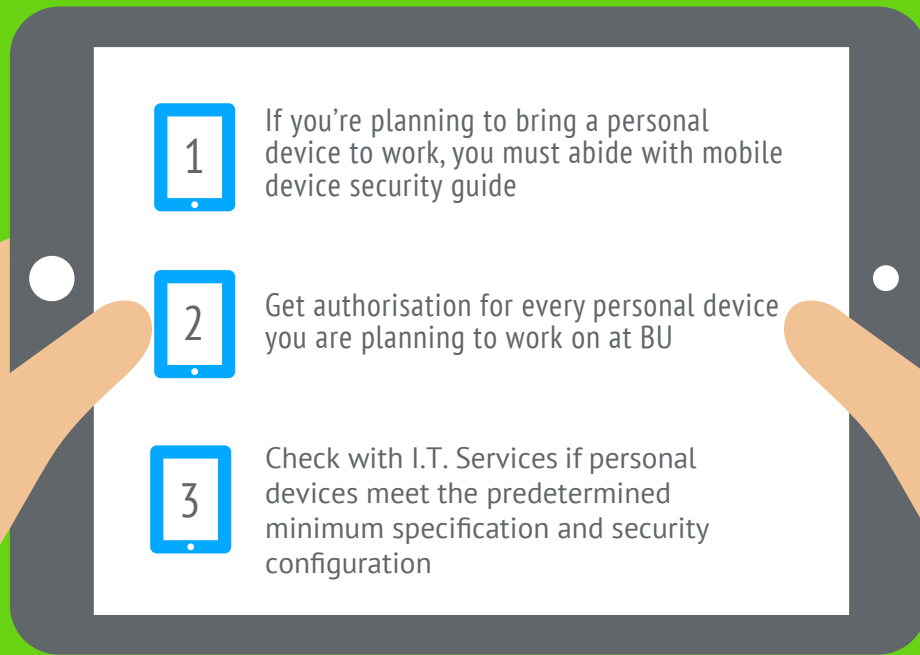 1
If you're planning to bring a personal
device to work, you must abide with mobile
device security guide
2
Get authorisation for every personal device
you are planning to work on at BU
3
Check with I.T. Services if personal
devices meet the predetermined
minimum specification and security
configuration